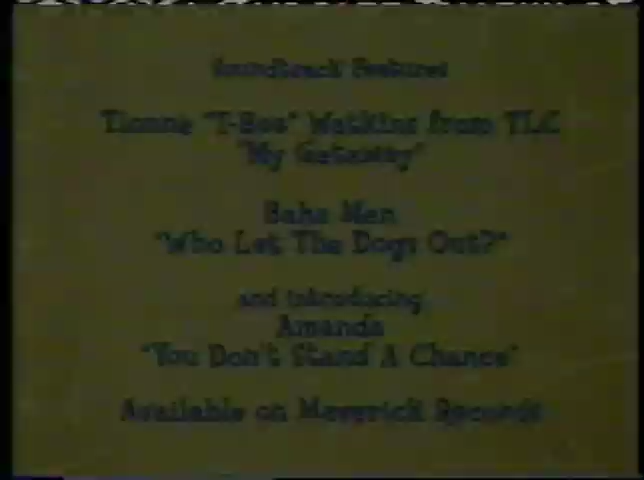 Soundtrack Features
Tionne "T-Boz" Watkins from TLC
"My Getaway"
Baha Men
"Who Let The Dogs Out?"
and introducing
Amanda
"You Don't Stand A Chance"
Available on Maverick Records